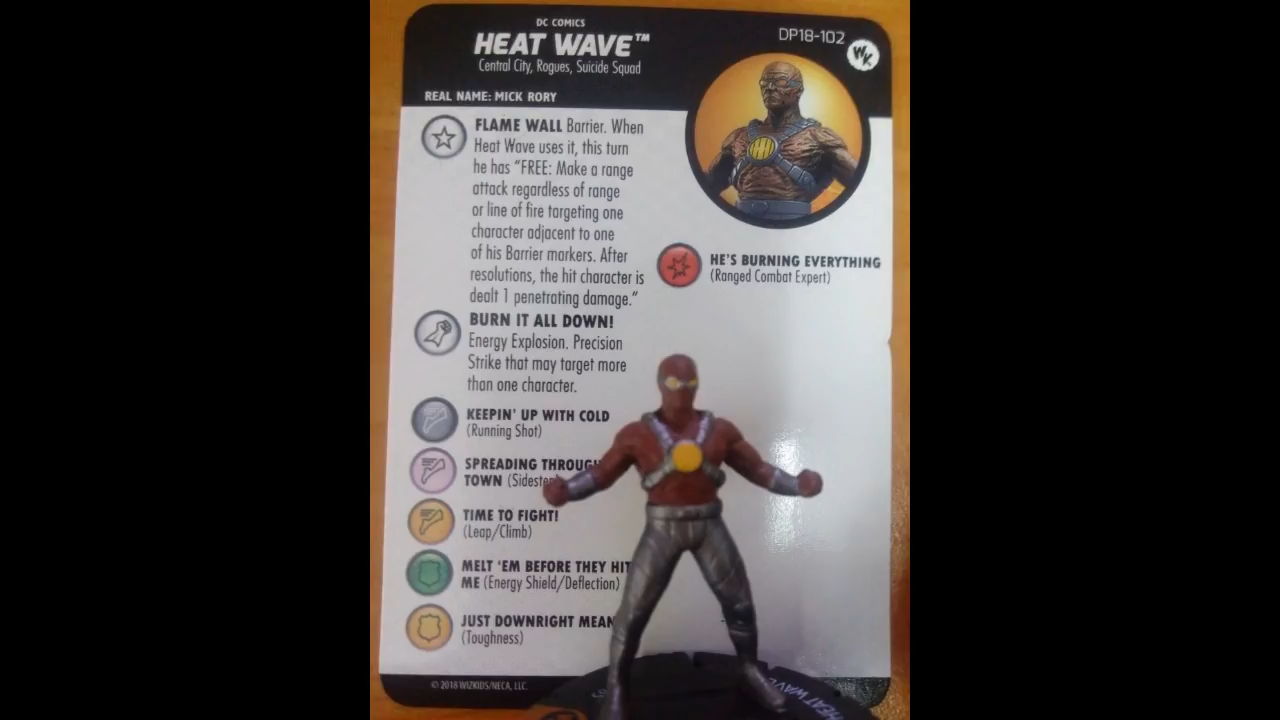 DC COMICS
HEAT WAVE™
Central City, Rogues, Suicide Squad
DP18-102
WK
REAL NAME: MICK RORY
FLAME WALL Barrier. When
Heat Wave uses it, this turn
he has “FREE: Make a range
attack regardless of range
or line of fire targeting one
character adjacent to one
of his Barrier markers. After
resolutions, the hit character is
dealt 1 penetrating damage.”
BURN IT ALL DOWN!
Energy Explosion. Precision
Strike that may target more
than one character.
KEEPIN' UP WITH COLD
(Running Shot)
SPREADING THROUGH
TOWN (Sidestep
TIME TO FIGHT!
(Leap/Climb)
MELT 'EM BEFORE THEY HIT
ME (Energy Shield/Deflection)
JUST DOWNRIGHT MEAN
(Toughness)
HE'S BURNING EVERYTHING
(Ranged Combat Expert)
© 2018 WIZKIDS/NECA, LLC.
HEAT WAVE